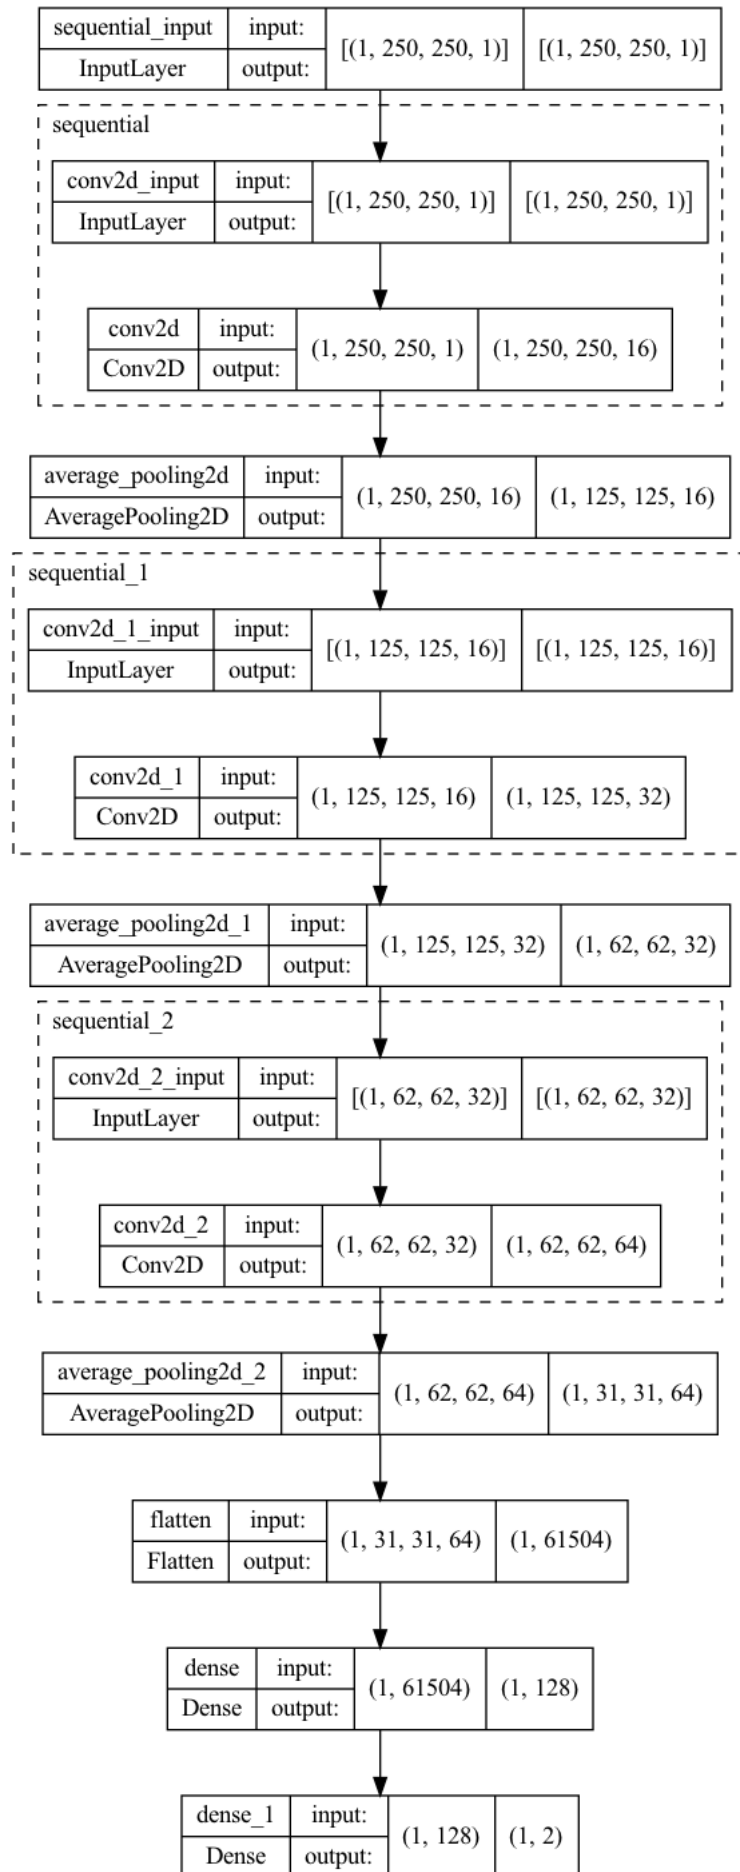 sequential_input input: [(1, 250, 250, 1)] [(1, 250, 250, 1)]
InputLayer output:
sequential
conv2d_input input: [(1, 250, 250, 1)] [(1, 250, 250, 1)]
InputLayer output:
conv2d input: (1, 250, 250, 1) (1, 250, 250, 16)
Conv2D output:
average_pooling2d input: (1, 250, 250, 16) (1, 125, 125, 16)
AveragePooling2D output:
sequential_1
conv2d_1_input input: [(1, 125, 125, 16)] [(1, 125, 125, 16)]
InputLayer output:
conv2d_1 input: (1, 125, 125, 16) (1, 125, 125, 32)
Conv2D output:
average_pooling2d_1 input: (1, 125, 125, 32) (1, 62, 62, 32)
AveragePooling2D output:
sequential_2
conv2d_2_input input: [(1, 62, 62, 32)] [(1, 62, 62, 32)]
InputLayer output:
conv2d_2 input: (1, 62, 62, 32) (1, 62, 62, 64)
Conv2D output:
average_pooling2d_2 input: (1, 62, 62, 64) (1, 31, 31, 64)
AveragePooling2D output:
flatten input: (1, 31, 31, 64) (1, 61504)
Flatten output:
dense input: (1, 61504) (1, 128)
Dense output:
dense_1 input: (1, 128) (1, 2)
Dense output: